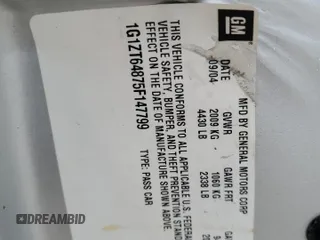 GM
MFD BY GENERAL MOTORS CORP
DATE GVWR GAWR FRT
09/04 2009 KG 1060 KG
4430 LB 2338 LB
THIS VEHICLE CONFORMS TO ALL APPLICABLE U.S. FEDERAL
VEHICLE SAFETY, BUMPER, AND THEFT PREVENTION
EFFECT ON THE DATE OF MANUFACTURE SHOWN ABOVE.
1G1ZT64875F147799 TYPE: PASS CAR
DREAMBID